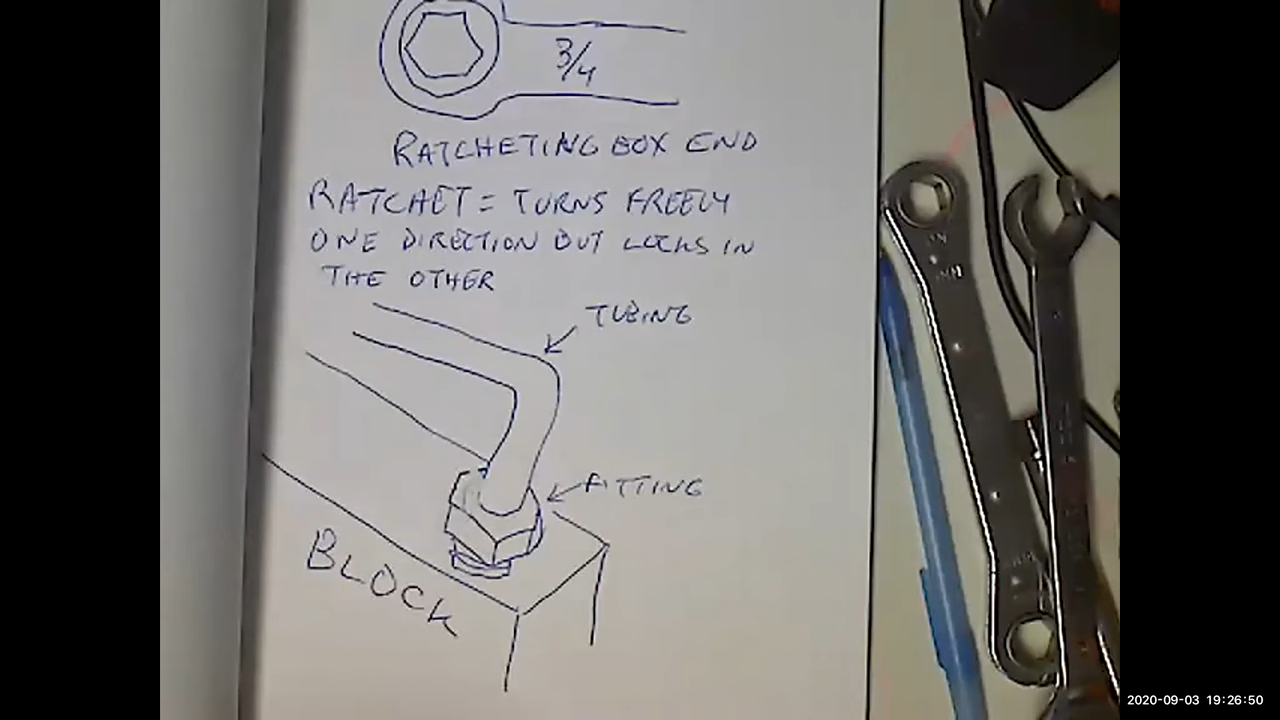 3/4
RATCHETING BOX END
RATCHET = TURNS FREELY
ONE DIRECTION BUT LOCKS IN
THE OTHER
TUBING
FITTING
BLOCK
2020-09-03 19:26:50